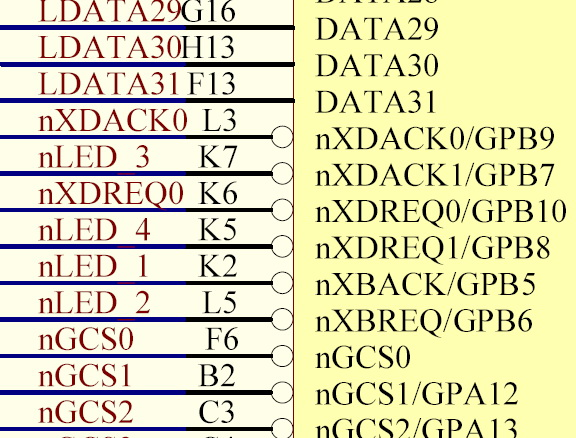 LDATA29 G16 DATA29
LDATA30 H13 DATA30
LDATA31 F13 DATA31
nXDACK0 L3 nXDACK0/GPB9
nLED_3 K7 nXDACK1/GPB7
nXDREQ0 K6 nXDREQ0/GPB10
nLED_4 K5 nXDREQ1/GPB8
nLED_1 K2 nXBACK/GPB5
nLED_2 L5 nXBREQ/GPB6
nGCS0 F6 nGCS0
nGCS1 B2 nGCS1/GPA12
nGCS2 C3 nGCS2/GPA13